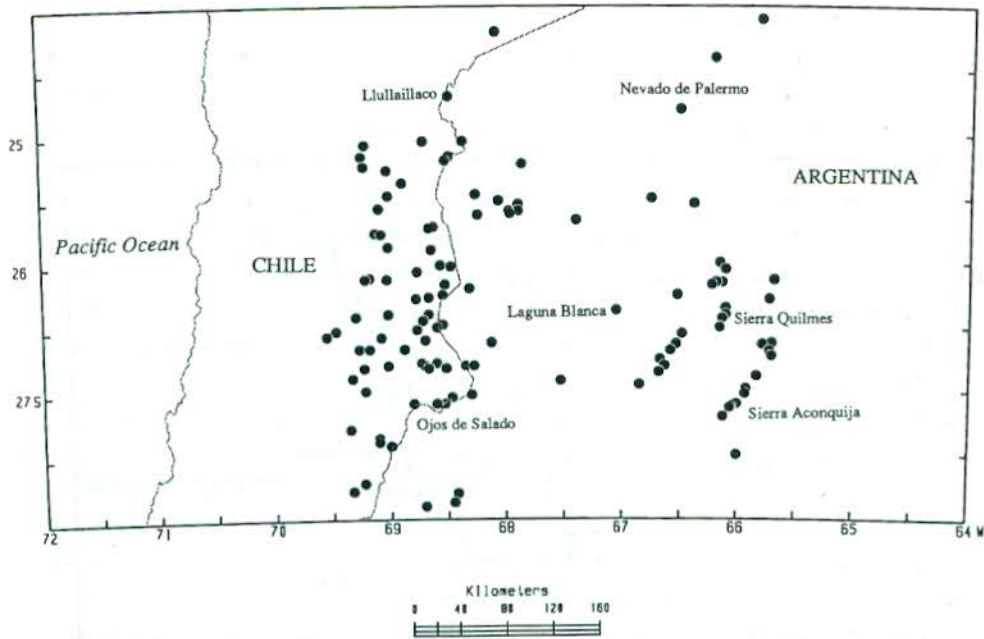 Llullaillaco
Nevado de Palermo
25
ARGENTINA
Pacific Ocean
CHILE
26
Laguna Blanca
Sierra Quilmes
27S
Ojos de Salado
Sierra Aconquija
72 71 70 69 68 67 66 65 64 W
Kilometers
0 40 80 120 160